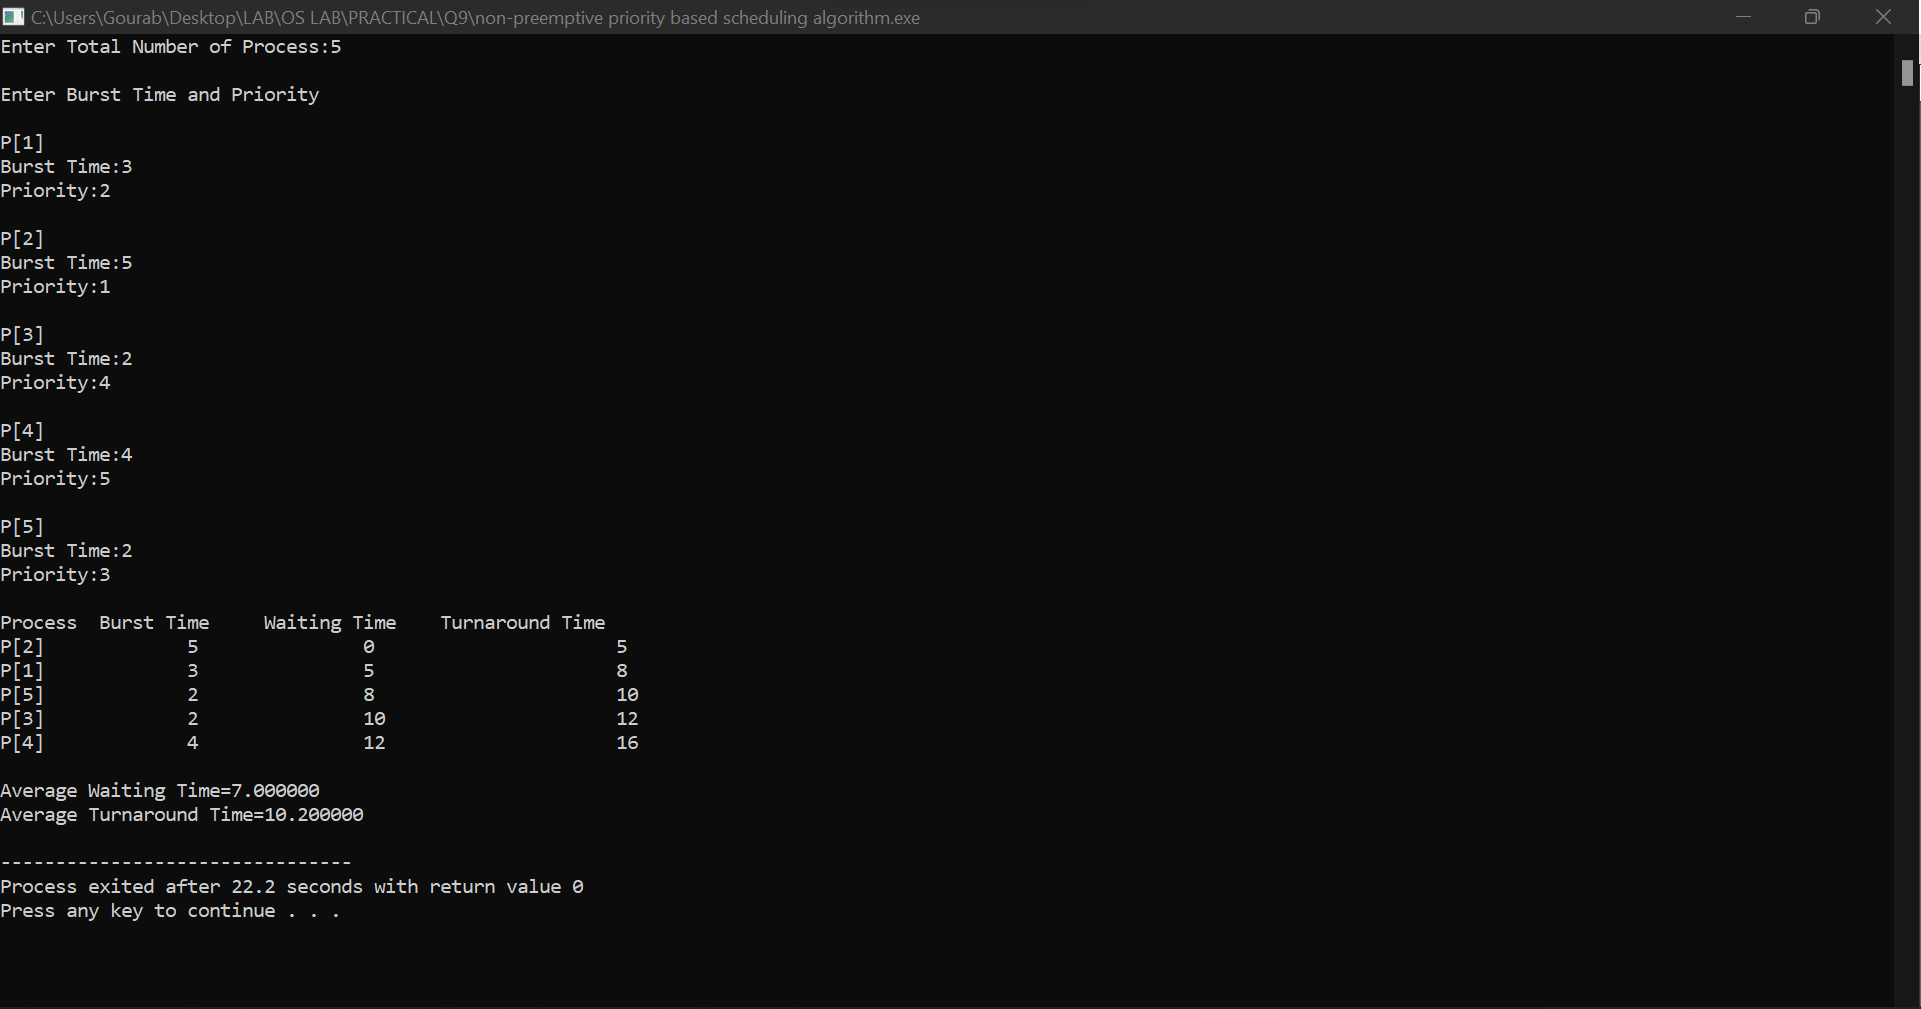 C:\Users\Gourab\Desktop\LAB\OS LAB\PRACTICAL\Q9\non-preemptive priority based scheduling algorithm.exe
Enter Total Number of Process:5
Enter Burst Time and Priority
P[1]
Burst Time:3
Priority:2
P[2]
Burst Time:5
Priority:1
P[3]
Burst Time:2
Priority:4
P[4]
Burst Time:4
Priority:5
P[5]
Burst Time:2
Priority:3
Process  Burst Time     Waiting Time    Turnaround Time
P[2]             5               0                      5
P[1]             3               5                      8
P[5]             2               8                      10
P[3]             2               10                     12
P[4]             4               12                     16
Average Waiting Time=7.000000
Average Turnaround Time=10.200000
--------------------------------
Process exited after 22.2 seconds with return value 0
Press any key to continue . . .